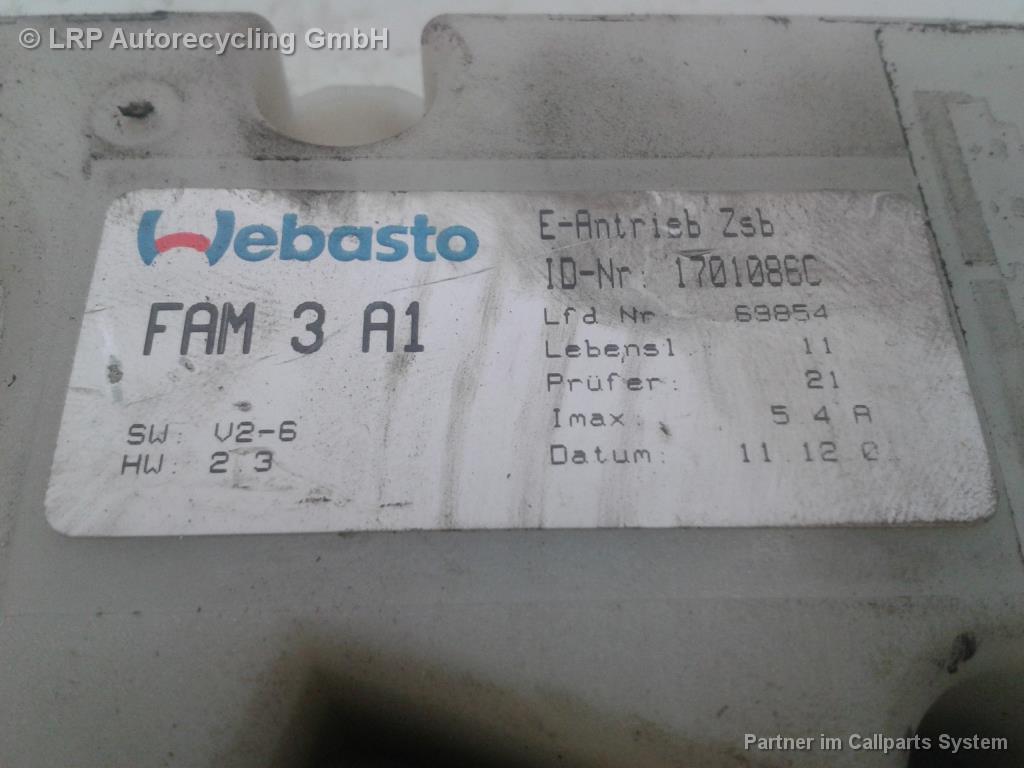 © LRP Autorecycling GmbH
Webasto
FAM 3 A1
SW: V2-6
HW: 2.3
E-Antrieb Zsb.
ID-Nr: 1701086C
Lfd Nr 69854
Lebensl 11
Prüfer: 21
Imax: 5.4 A
Datum: 11.12.0
Partner im Callparts System